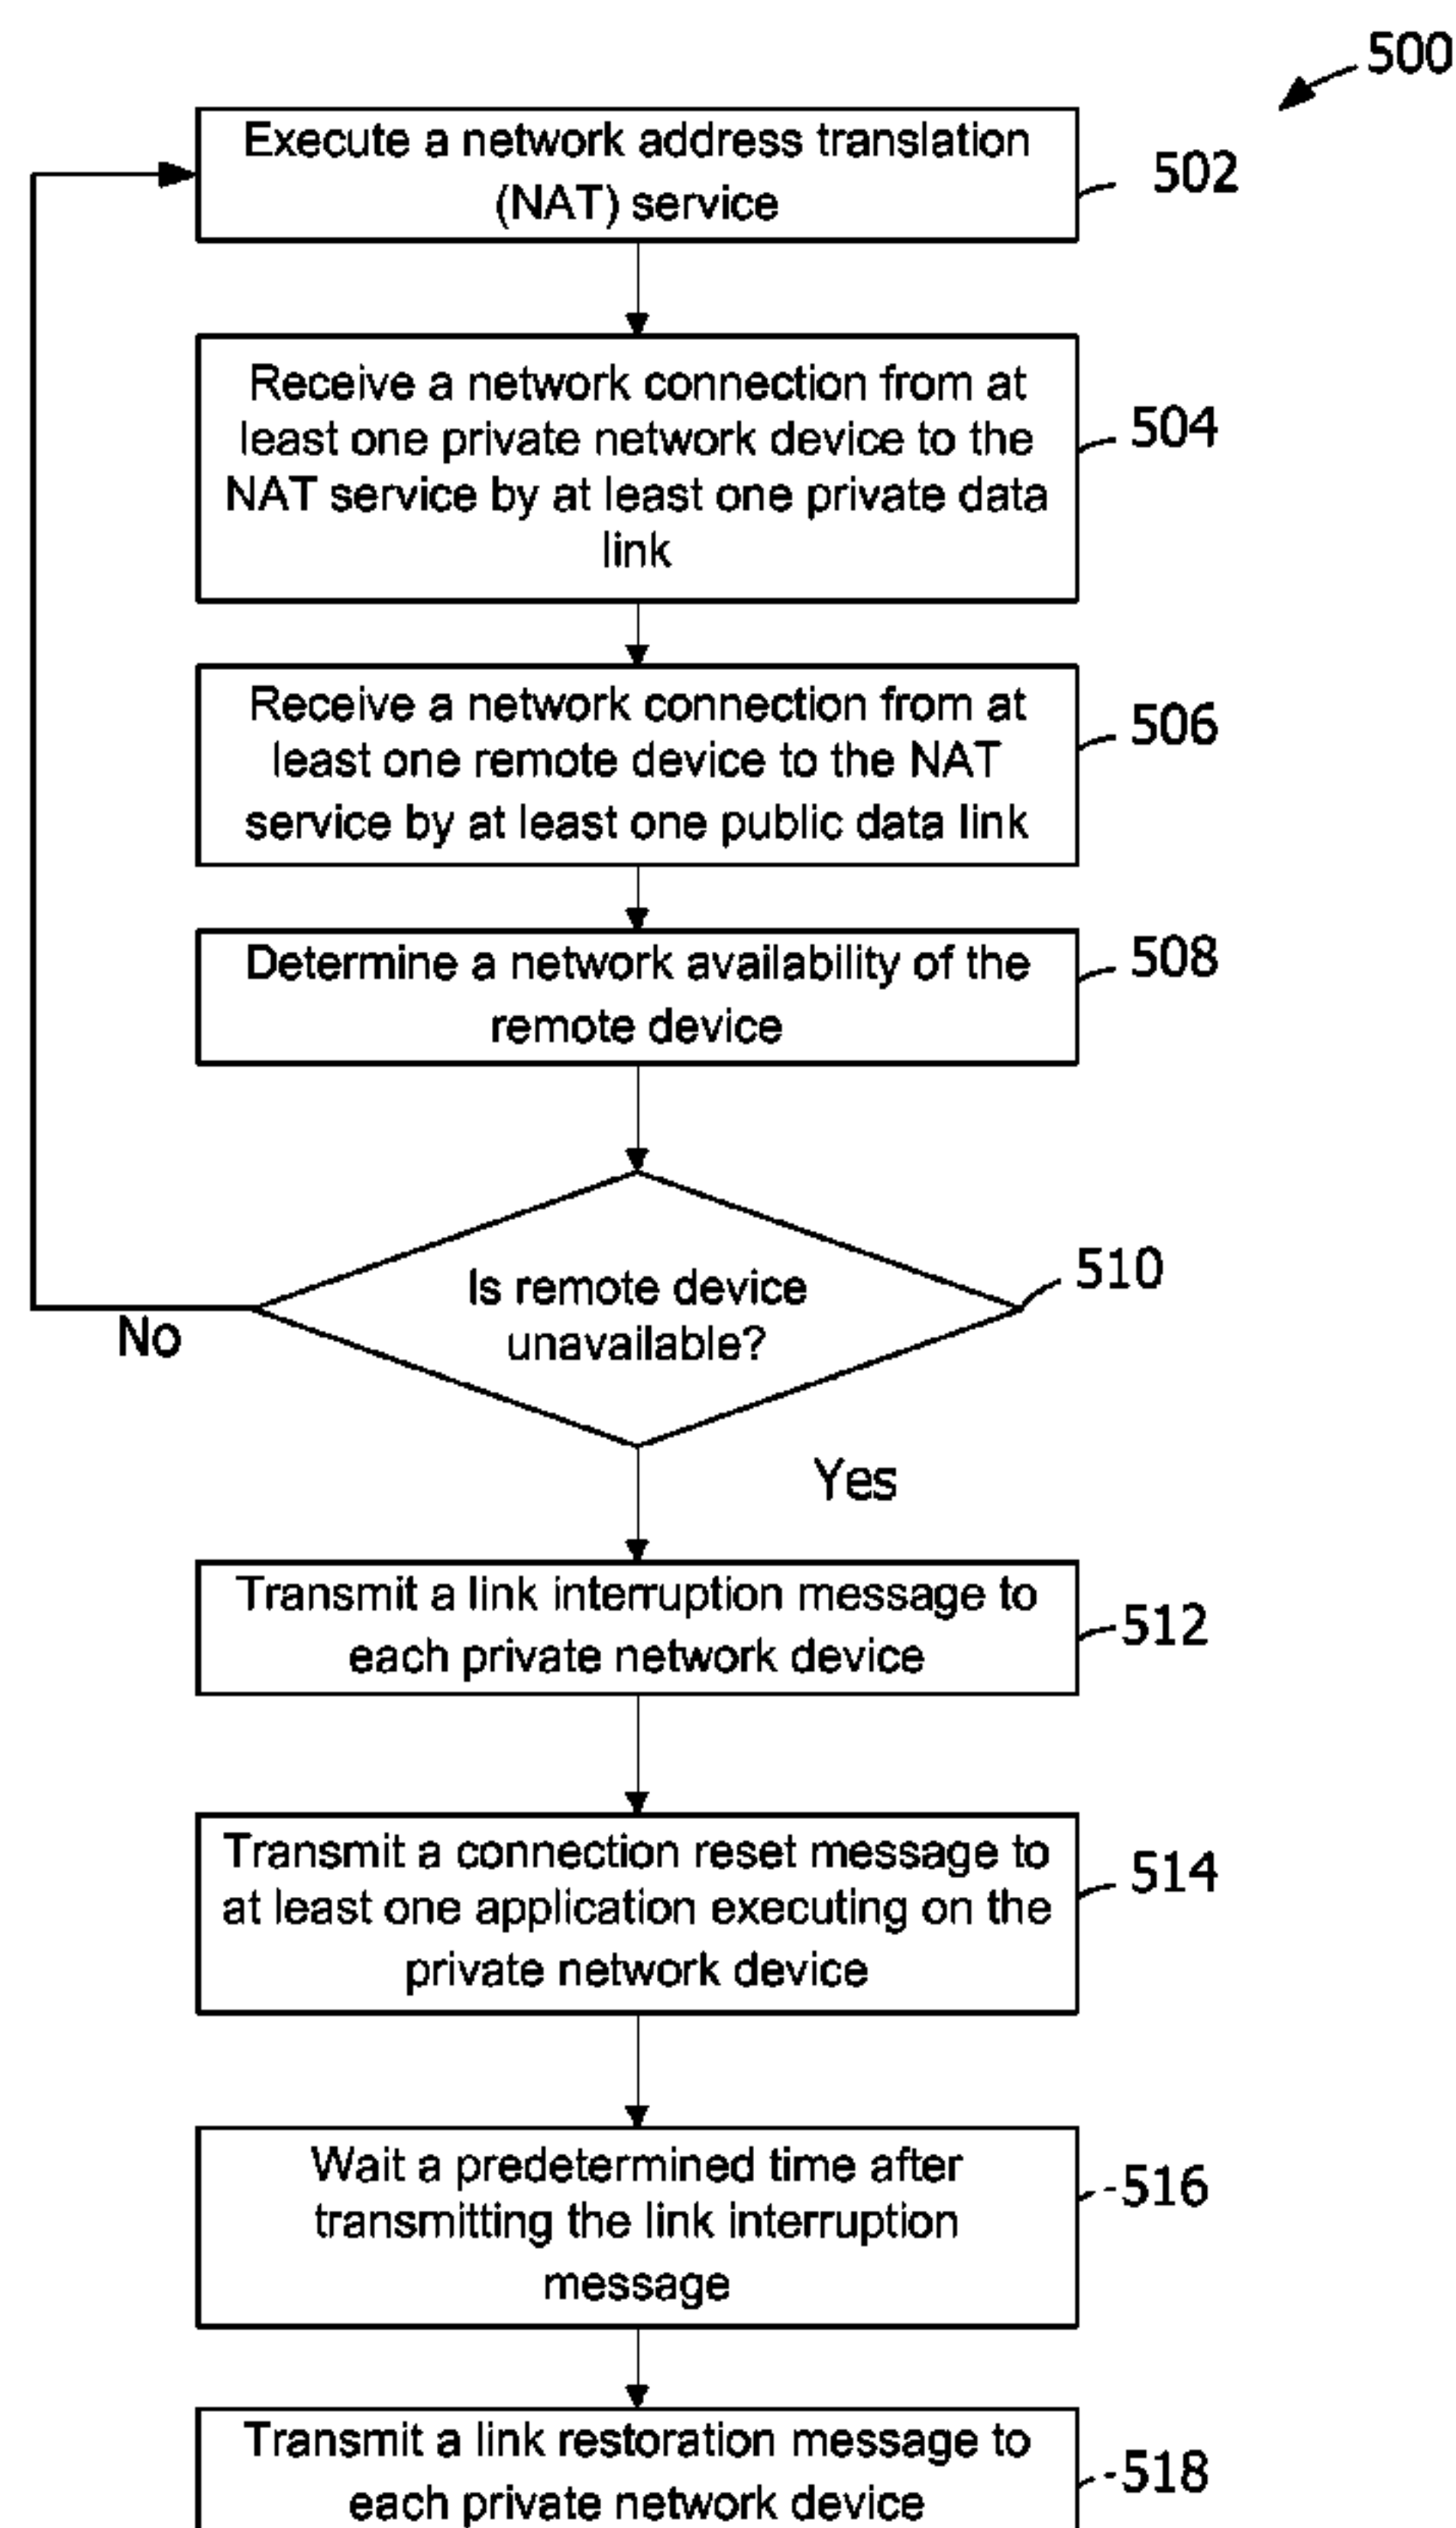 500
Execute a network address translation
(NAT) service
502
Receive a network connection from at
least one private network device to the
NAT service by at least one private data
link
504
Receive a network connection from at
least one remote device to the NAT
service by at least one public data link
506
Determine a network availability of the
remote device
508
Is remote device
unavailable?
510
No
Yes
Transmit a link interruption message to
each private network device
512
Transmit a connection reset message to
at least one application executing on the
private network device
514
Wait a predetermined time after
transmitting the link interruption
message
516
Transmit a link restoration message to
each private network device
518